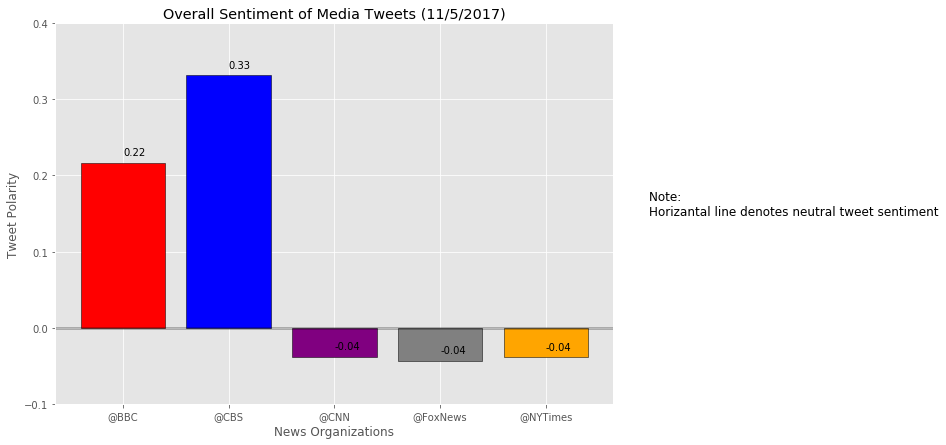 Overall Sentiment of Media Tweets (11/5/2017)
0.4
0.3
0.2
0.1
0.0
−0.1
Tweet Polarity
0.22
0.33
-0.04
-0.04
-0.04
@BBC
@CBS
@CNN
@FoxNews
@NYTimes
News Organizations
Note:
Horizantal line denotes neutral tweet sentiment